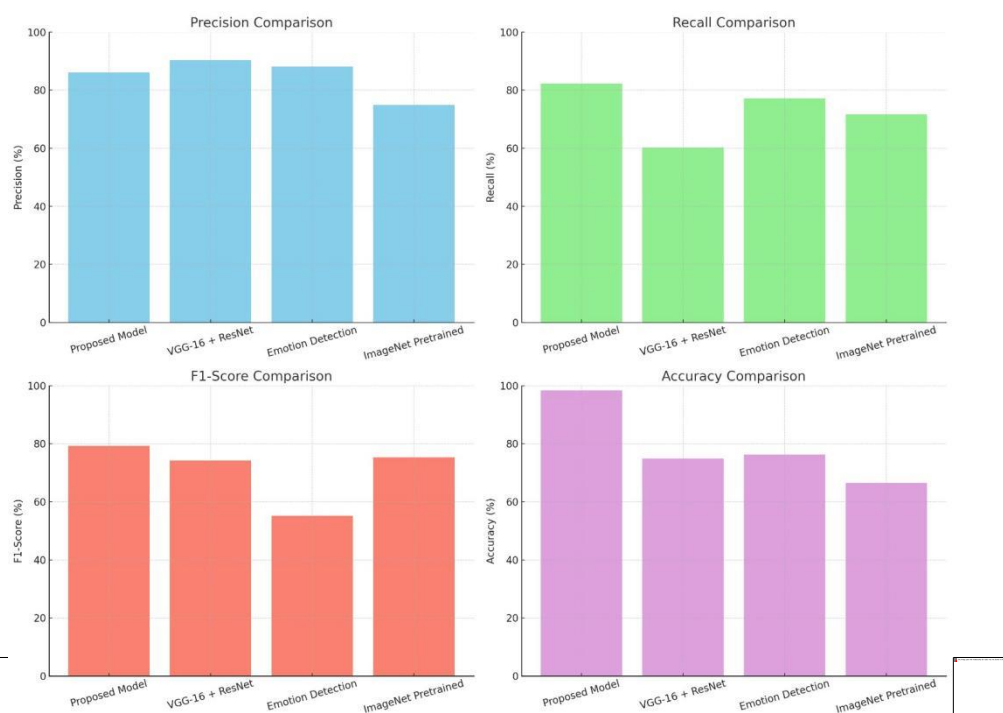 Precision Comparison
100
80
60
40
20
0
Precision (%)
Proposed Model
VGG-16 + ResNet
Emotion Detection
ImageNet Pretrained
Recall Comparison
100
80
60
40
20
0
Recall (%)
Proposed Model
VGG-16 + ResNet
Emotion Detection
ImageNet Pretrained
F1-Score Comparison
100
80
60
40
20
0
F1-Score (%)
Proposed Model
VGG-16 + ResNet
Emotion Detection
ImageNet Pretrained
Accuracy Comparison
100
80
60
40
20
0
Accuracy (%)
Proposed Model
VGG-16 + ResNet
Emotion Detection
ImageNet Pretrained